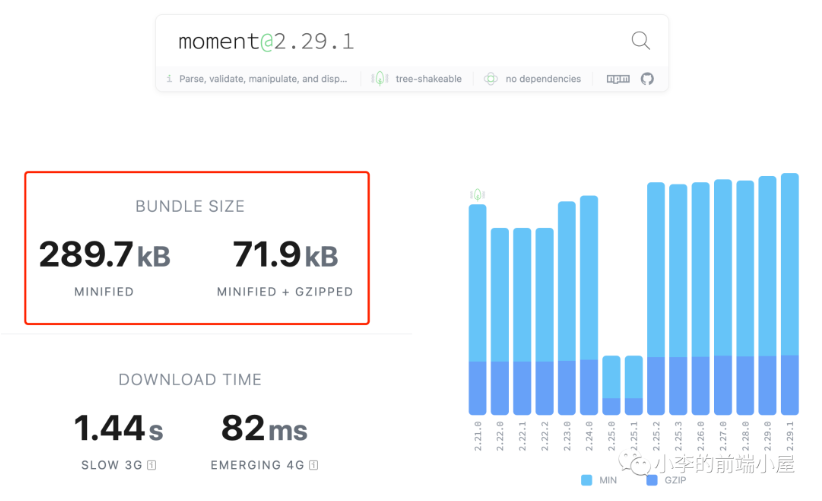 moment@2.29.1
Parse, validate, manipulate, and disp...
tree-shakeable
no dependencies
npm
BUNDLE SIZE
289.7 kB
71.9 kB
MINIFIED
MINIFIED + GZIPPED
DOWNLOAD TIME
1.44 s
82 ms
SLOW 3G
EMERGING 4G
2.21.0
2.22.0
2.22.1
2.22.2
2.23.0
2.24.0
2.25.0
2.25.1
2.25.2
2.25.3
2.26.0
2.27.0
2.28.0
2.29.0
2.29.1
MIN
GZIP
小李的前端小屋